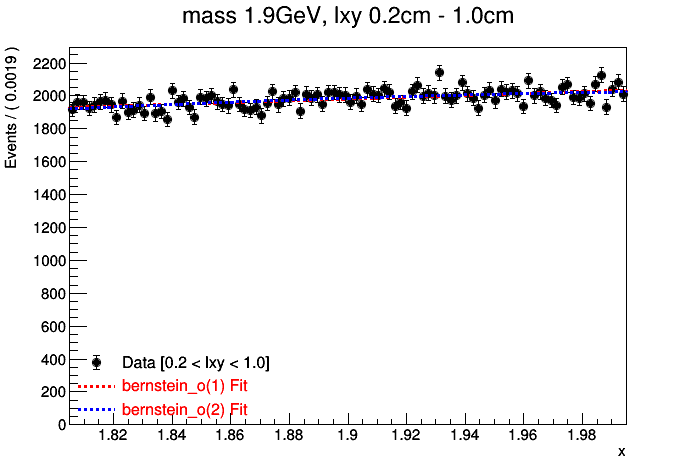 mass 1.9GeV, lxy 0.2cm - 1.0cm
Events / ( 0.0019 )
2200
2000
1800
1600
1400
1200
1000
800
600
400
200
0
Data [0.2 < lxy < 1.0]
bernstein_o(1) Fit
bernstein_o(2) Fit
1.82 1.84 1.86 1.88 1.9 1.92 1.94 1.96 1.98
x